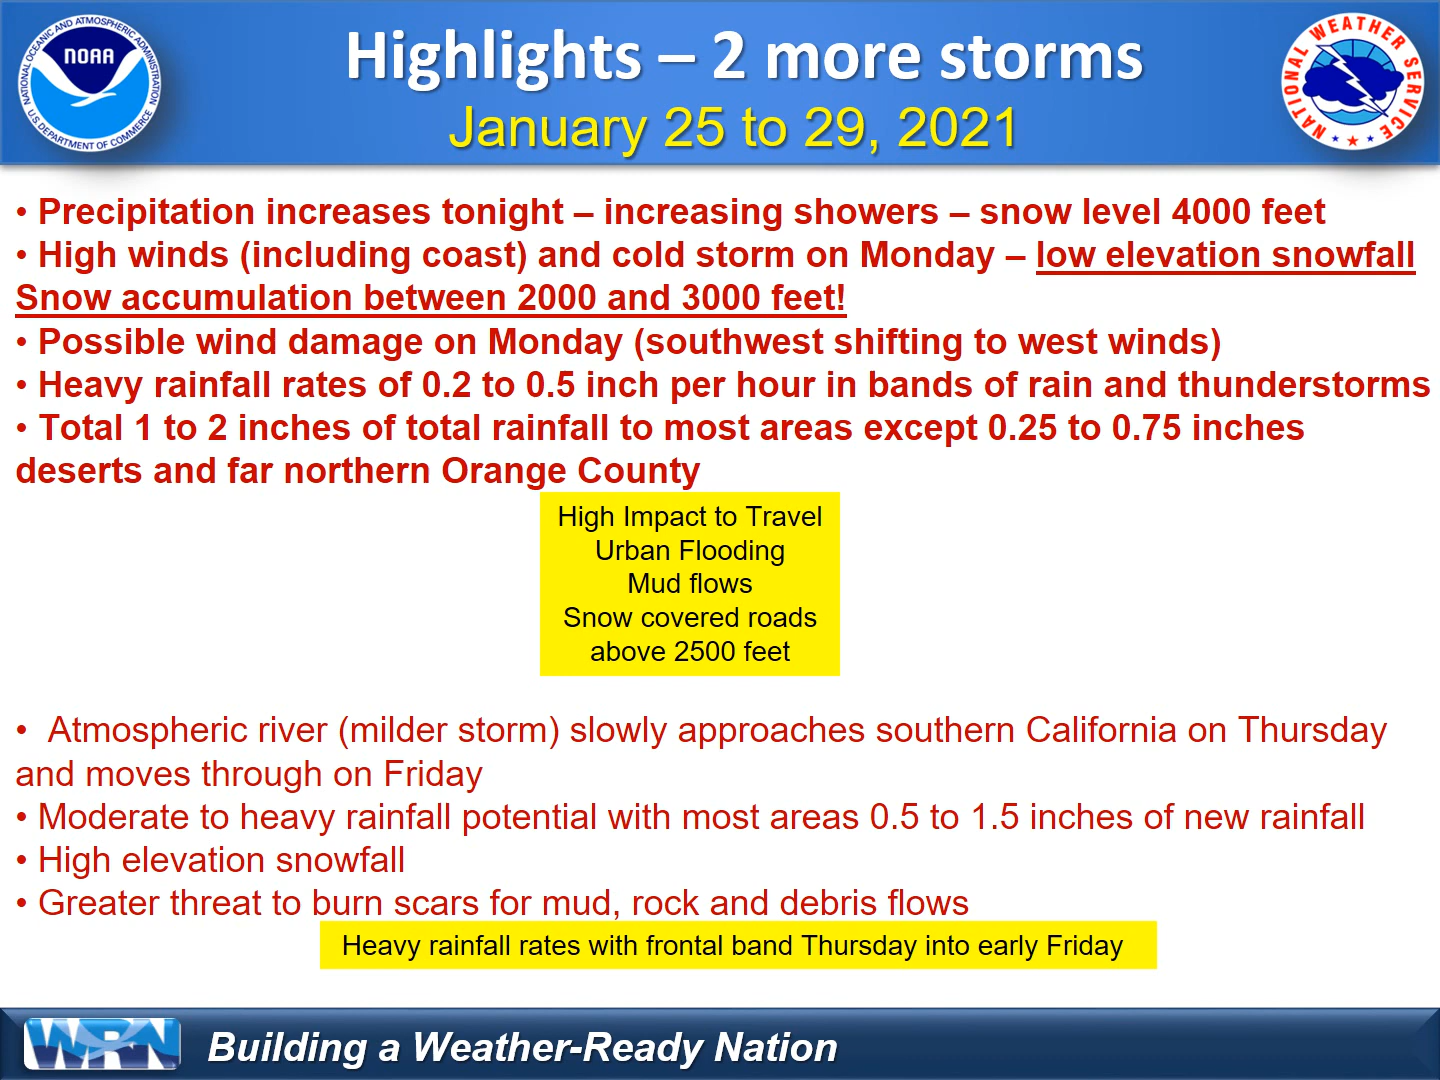 NATIONAL OCEANIC AND ATMOSPHERIC ADMINISTRATION
NOAA
U.S. DEPARTMENT OF COMMERCE
Highlights – 2 more storms
January 25 to 29, 2021
NATIONAL WEATHER SERVICE
• Precipitation increases tonight – increasing showers – snow level 4000 feet
• High winds (including coast) and cold storm on Monday – low elevation snowfall
Snow accumulation between 2000 and 3000 feet!
• Possible wind damage on Monday (southwest shifting to west winds)
• Heavy rainfall rates of 0.2 to 0.5 inch per hour in bands of rain and thunderstorms
• Total 1 to 2 inches of total rainfall to most areas except 0.25 to 0.75 inches
deserts and far northern Orange County
High Impact to Travel
Urban Flooding
Mud flows
Snow covered roads
above 2500 feet
• Atmospheric river (milder storm) slowly approaches southern California on Thursday
and moves through on Friday
• Moderate to heavy rainfall potential with most areas 0.5 to 1.5 inches of new rainfall
• High elevation snowfall
• Greater threat to burn scars for mud, rock and debris flows
Heavy rainfall rates with frontal band Thursday into early Friday
WRN
Building a Weather-Ready Nation